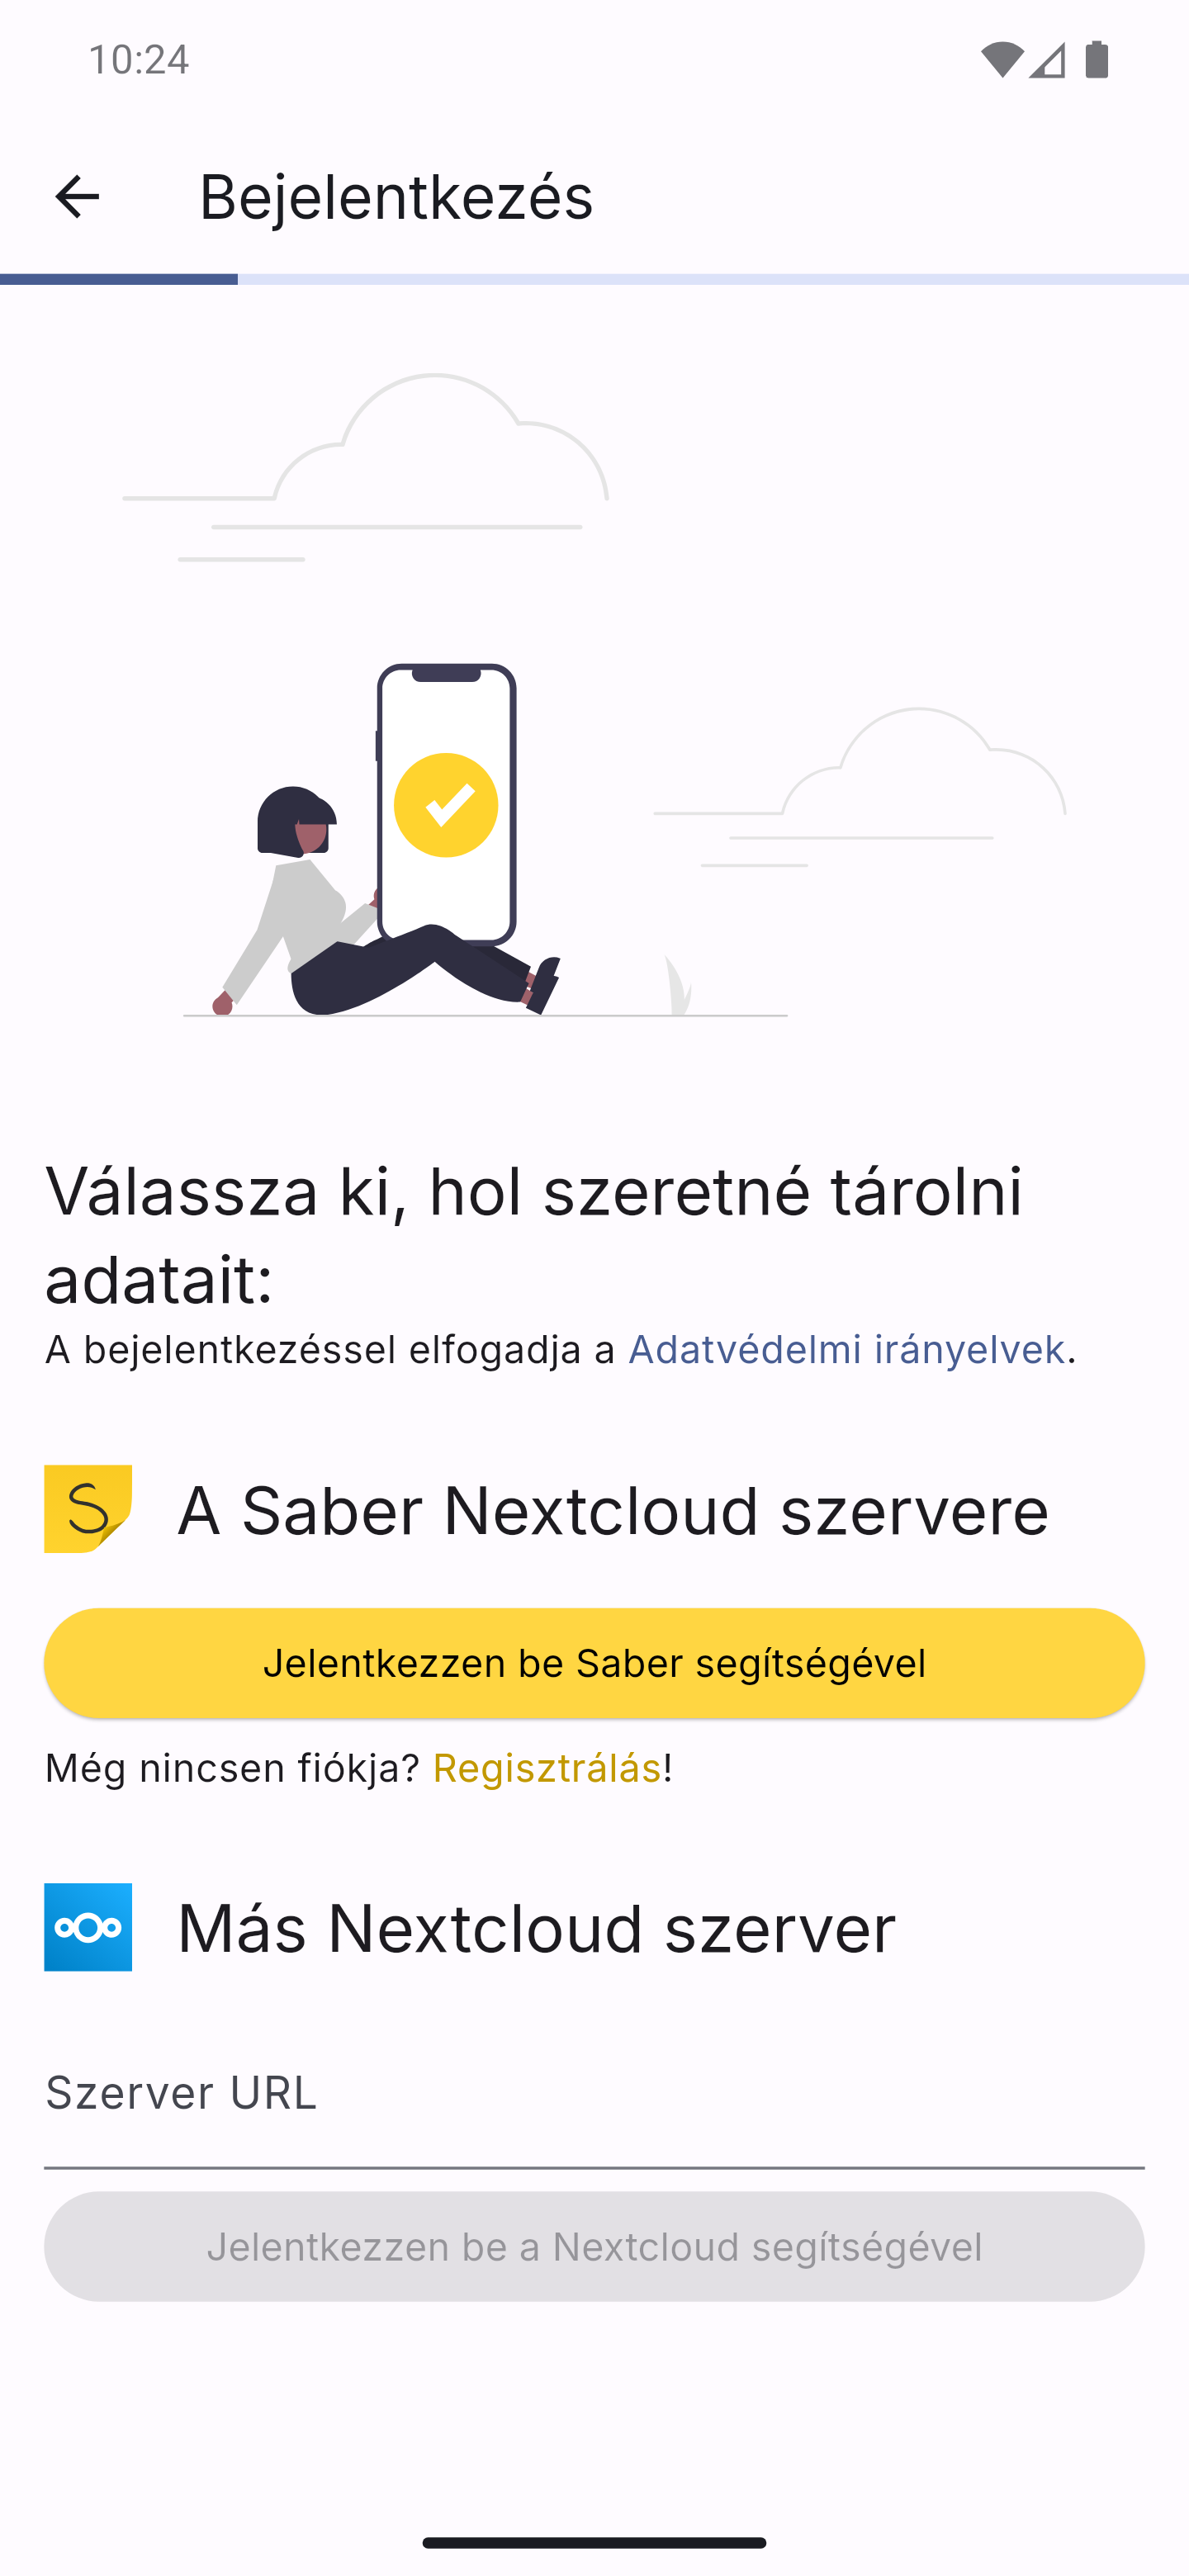 10:24
Bejelentkezés
Válassza ki, hol szeretné tárolni
adatait:
A bejelentkezéssel elfogadja a Adatvédelmi irányelvek.
S
A Saber Nextcloud szervere
Jelentkezzen be Saber segítségével
Még nincsen fiókja? Regisztrálás!
Más Nextcloud szerver
Szerver URL
Jelentkezzen be a Nextcloud segítségével